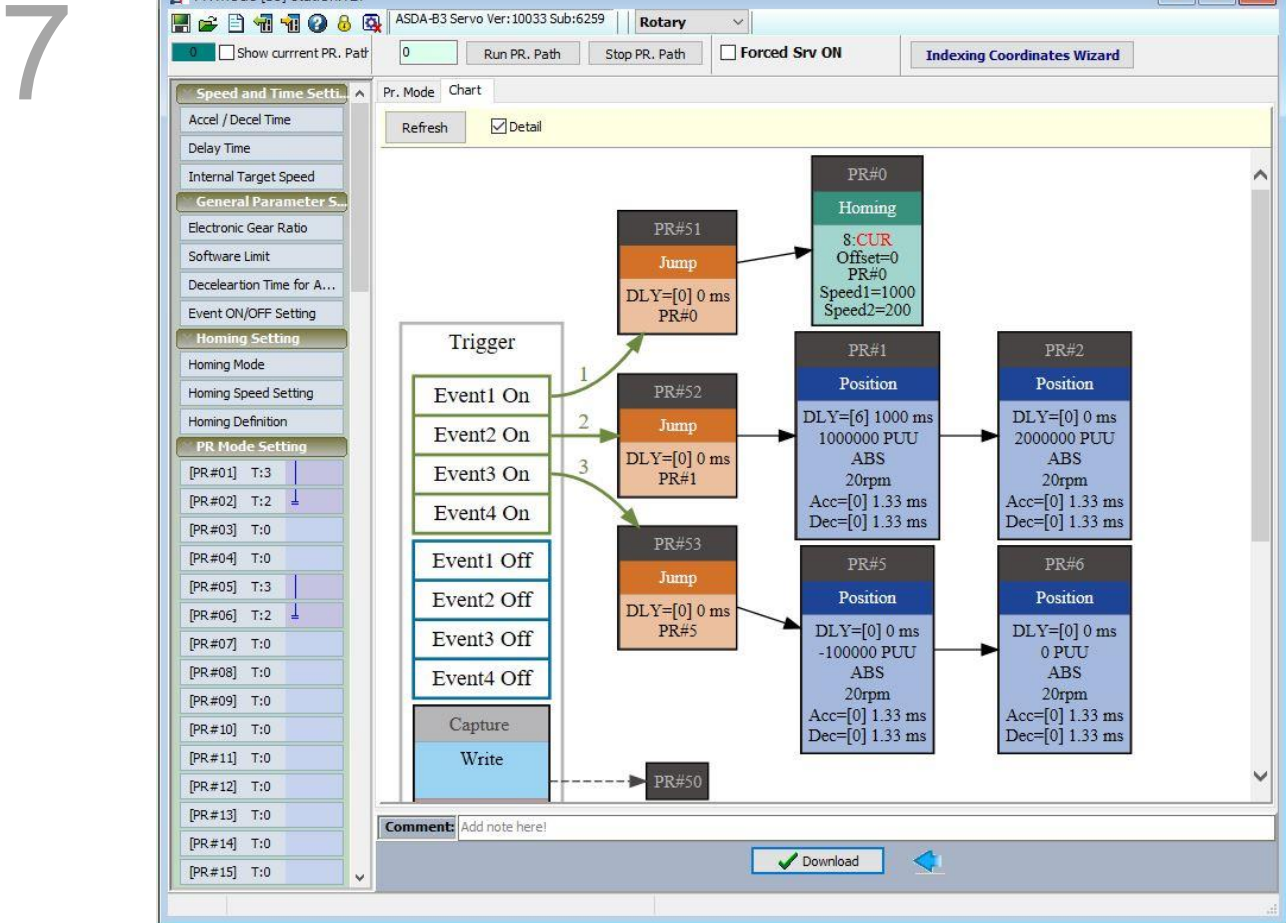 7
ASDA-B3 Servo Ver:10033 Sub:6259
Rotary
0
Show currrent PR. Path
0
Run PR. Path
Stop PR. Path
Forced Srv ON
Indexing Coordinates Wizard
Speed and Time Setti...
Accel / Decel Time
Delay Time
Internal Target Speed
General Parameter S...
Electronic Gear Ratio
Software Limit
Deceleartion Time for A...
Event ON/OFF Setting
Homing Setting
Homing Mode
Homing Speed Setting
Homing Definition
PR Mode Setting
[PR#01] T:3
[PR#02] T:2
[PR#03] T:0
[PR#04] T:0
[PR#05] T:3
[PR#06] T:2
[PR#07] T:0
[PR#08] T:0
[PR#09] T:0
[PR#10] T:0
[PR#11] T:0
[PR#12] T:0
[PR#13] T:0
[PR#14] T:0
[PR#15] T:0
Pr. Mode
Chart
Refresh
Detail
Trigger
Event1 On
Event2 On
Event3 On
Event4 On
Event1 Off
Event2 Off
Event3 Off
Event4 Off
Capture
Write
1
2
3
PR#51
Jump
DLY=[0] 0 ms
PR#0
PR#0
Homing
8:CUR
Offset=0
PR#0
Speed1=1000
Speed2=200
PR#52
Jump
DLY=[0] 0 ms
PR#1
PR#1
Position
DLY=[6] 1000 ms
1000000 PUU
ABS
20rpm
Acc=[0] 1.33 ms
Dec=[0] 1.33 ms
PR#2
Position
DLY=[0] 0 ms
2000000 PUU
ABS
20rpm
Acc=[0] 1.33 ms
Dec=[0] 1.33 ms
PR#53
Jump
DLY=[0] 0 ms
PR#5
PR#5
Position
DLY=[0] 0 ms
-100000 PUU
ABS
20rpm
Acc=[0] 1.33 ms
Dec=[0] 1.33 ms
PR#6
Position
DLY=[0] 0 ms
0 PUU
ABS
20rpm
Acc=[0] 1.33 ms
Dec=[0] 1.33 ms
PR#50
Comment:
Add note here!
Download